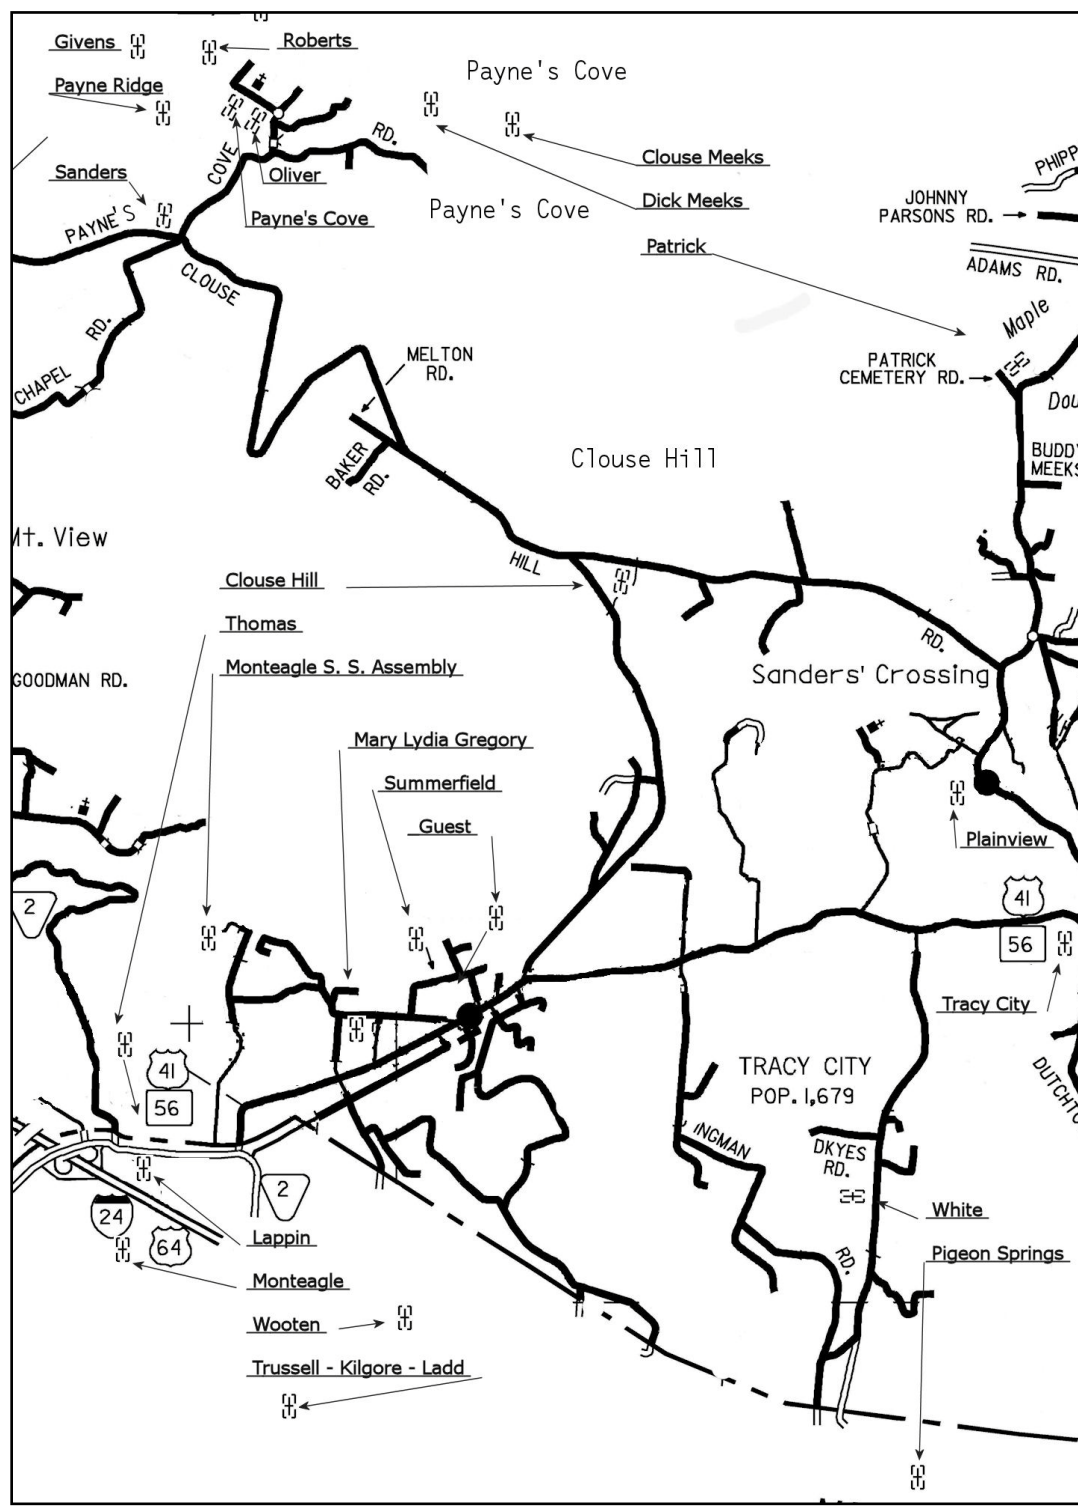 Givens
Roberts
Payne Ridge
Payne's Cove
Clouse Meeks
Dick Meeks
Patrick
Sanders
Oliver
Payne's Cove
Payne's Cove
PAYNE'S
COVE
RD.
CLOUSE
CHAPEL
RD.
MELTON
RD.
BAKER
RD.
JOHNNY
PARSONS RD.
ADAMS RD.
Maple
PATRICK
CEMETERY RD.
BUDDY
MEEKS
Clouse Hill
Mt. View
HILL
RD.
Clouse Hill
Thomas
Monteagle S. S. Assembly
GOODMAN RD.
Sanders' Crossing
Mary Lydia Gregory
Summerfield
Guest
Plainview
2
41
56
Tracy City
41
56
TRACY CITY
POP. 1,679
INGMAN
RD.
DKYES
RD.
White
Pigeon Springs
2
24
64
Lappin
Monteagle
Wooten
Trussell - Kilgore - Ladd